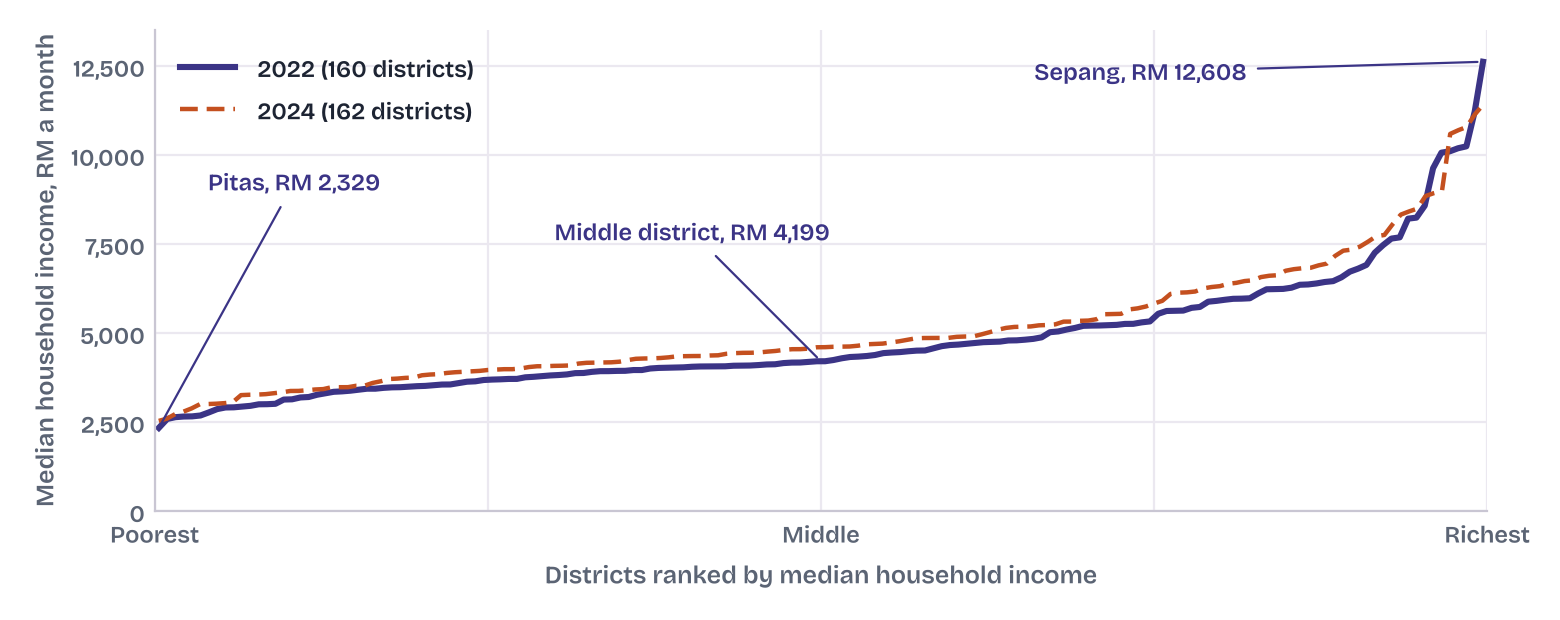 Median household income, RM a month
12,500
10,000
7,500
5,000
2,500
0
2022 (160 districts)
2024 (162 districts)
Sepang, RM 12,608
Pitas, RM 2,329
Middle district, RM 4,199
Poorest
Middle
Richest
Districts ranked by median household income